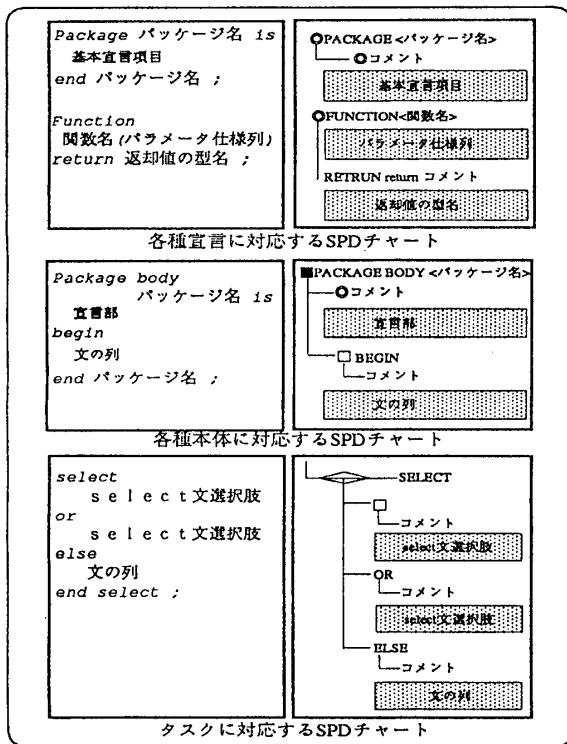 Package パッケージ名 is
基本宣言項目
end パッケージ名 ;
Function
関数名(パラメータ仕様列)
return 返却値の型名 ;
PACKAGE <パッケージ名>
コメント
基本宣言項目
FUNCTION<関数名>
パラメータ仕様列
RETRUN return コメント
返却値の型名
各種宣言に対応するSPDチャート
Package body
パッケージ名 is
宣言部
begin
文の列
end パッケージ名 ;
PACKAGE BODY <パッケージ名>
コメント
宣言部
BEGIN
コメント
文の列
各種本体に対応するSPDチャート
select
select文選択肢
or
select文選択肢
else
文の列
end select ;
SELECT
コメント
select文選択肢
OR
コメント
select文選択肢
ELSE
コメント
文の列
タスクに対応するSPDチャート